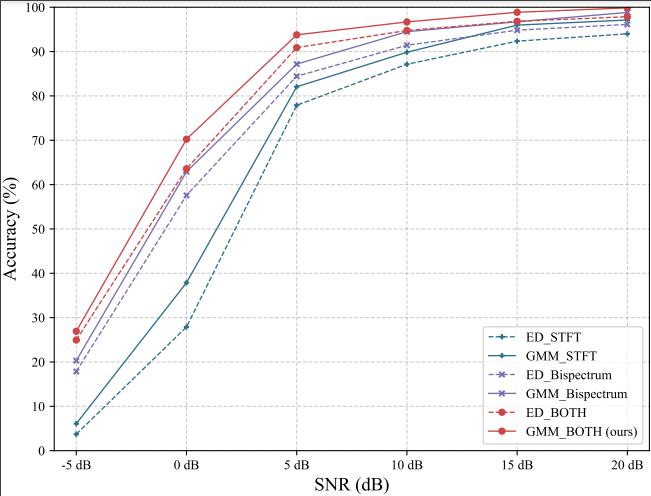 100
90
80
70
60
50
40
30
20
10
0
Accuracy (%)
-5 dB
0 dB
5 dB
10 dB
15 dB
20 dB
SNR (dB)
ED_STFT
GMM_STFT
ED_Bispectrum
GMM_Bispectrum
ED_BOTH
GMM_BOTH (ours)